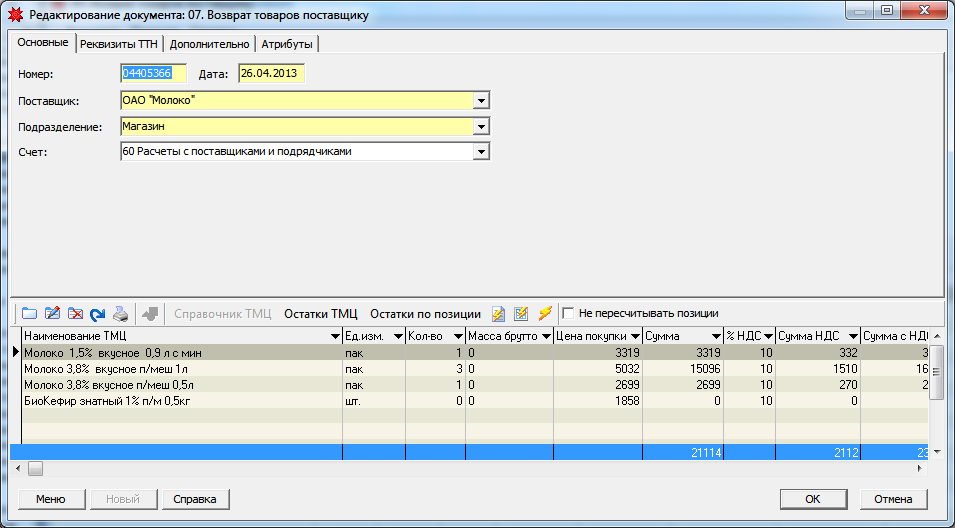 Редактирование документа: 07. Возврат товаров поставщику
Основные Реквизиты ТТН Дополнительно Атрибуты
Номер: 04405366 Дата: 26.04.2013
Поставщик: ОАО "Молоко"
Подразделение: Магазин
Счет: 60 Расчеты с поставщиками и подрядчиками
Справочник ТМЦ Остатки ТМЦ Остатки по позиции Не пересчитывать позиции
Наименование ТМЦ Ед.изм. Кол-во Масса брутто Цена покупки Сумма % НДС Сумма НДС Сумма с НДС
Молоко 1,5% вкусное 0,9 л с мин пак 1 0 3319 3319 10 332 3
Молоко 3,8% вкусное п/меш 1л пак 3 0 5032 15096 10 1510 16
Молоко 3,8% вкусное п/меш 0,5л пак 1 0 2699 2699 10 270 2
БиоКефир знатный 1% п/м 0,5кг шт. 0 0 1858 0 10 0
21114 2112 23
Меню Новый Справка ОК Отмена